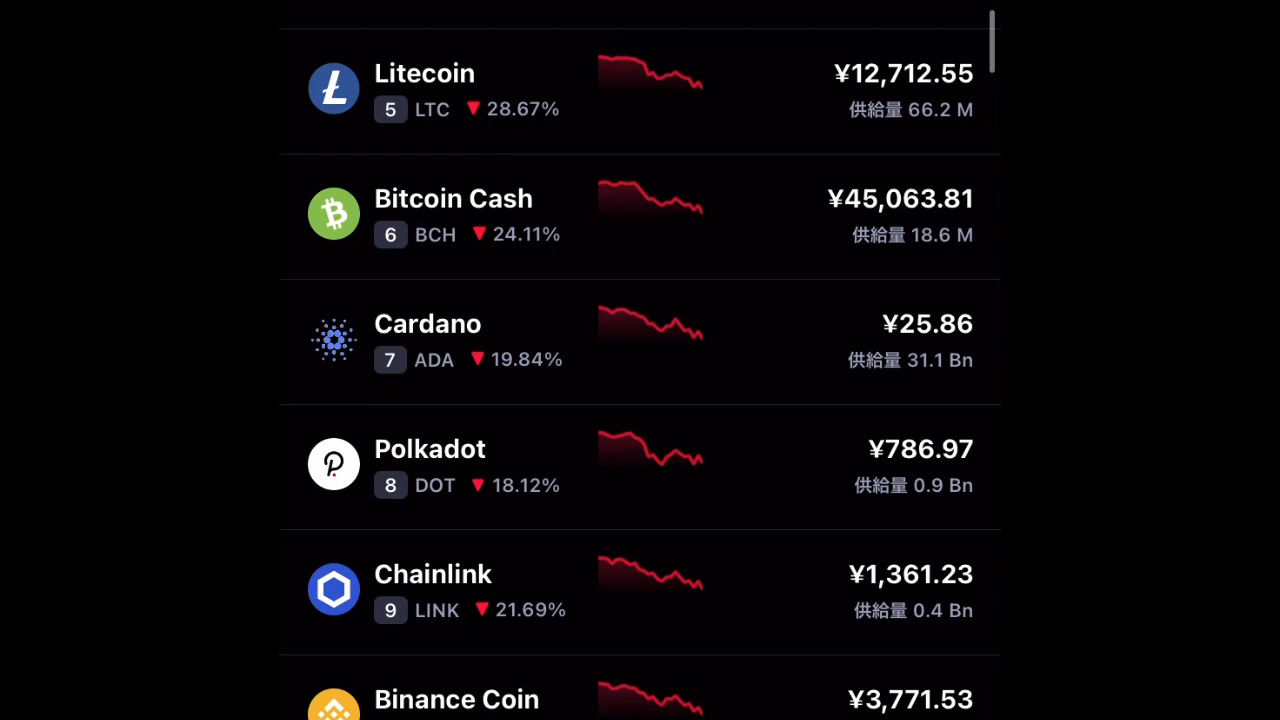 Litecoin
¥12,712.55
5 LTC ▼ 28.67%
供給量 66.2 M
Bitcoin Cash
¥45,063.81
6 BCH ▼ 24.11%
供給量 18.6 M
Cardano
¥25.86
7 ADA ▼ 19.84%
供給量 31.1 Bn
Polkadot
¥786.97
8 DOT ▼ 18.12%
供給量 0.9 Bn
Chainlink
¥1,361.23
9 LINK ▼ 21.69%
供給量 0.4 Bn
Binance Coin
¥3,771.53